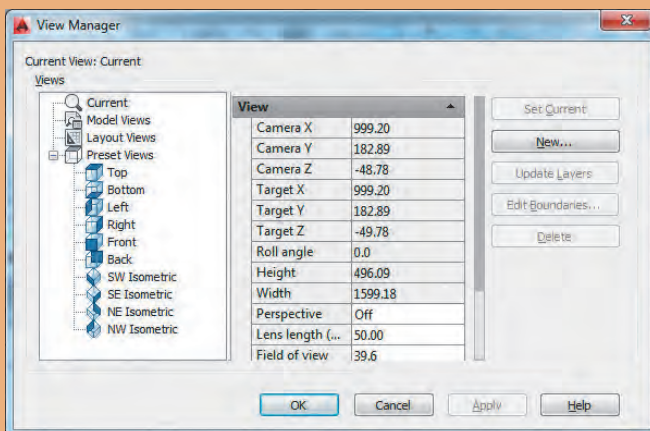 View Manager
Current View: Current
Views
Current
Model Views
Layout Views
Preset Views
Top
Bottom
Left
Right
Front
Back
SW Isometric
SE Isometric
NE Isometric
NW Isometric
View
Camera X 999.20
Camera Y 182.89
Camera Z -48.78
Target X 999.20
Target Y 182.89
Target Z -49.78
Roll angle 0.0
Height 496.09
Width 1599.18
Perspective Off
Lens length (... 50.00
Field of view 39.6
Set Current
New...
Update Layers
Edit Boundaries...
Delete
OK Cancel Apply Help